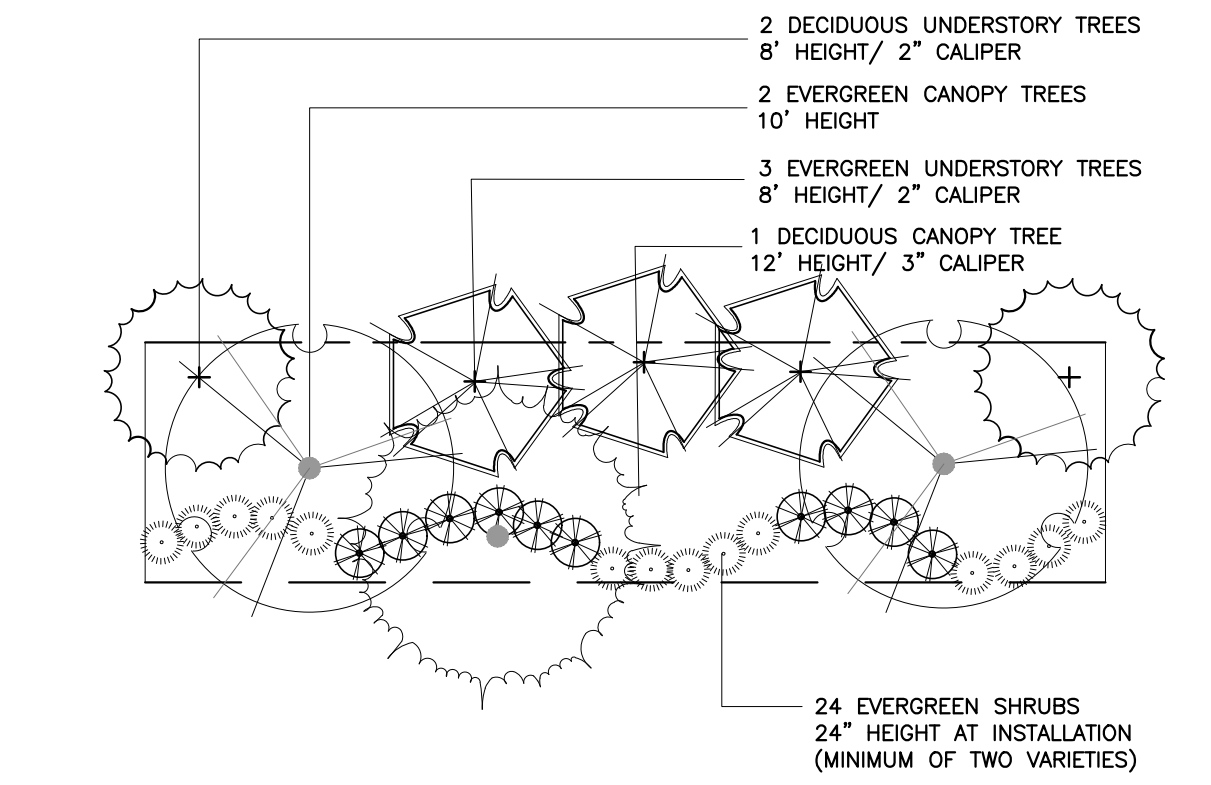 2 DECIDUOUS UNDERSTORY TREES
8' HEIGHT/ 2" CALIPER
2 EVERGREEN CANOPY TREES
10' HEIGHT
3 EVERGREEN UNDERSTORY TREES
8' HEIGHT/ 2" CALIPER
1 DECIDUOUS CANOPY TREE
12' HEIGHT/ 3" CALIPER
24 EVERGREEN SHRUBS
24" HEIGHT AT INSTALLATION
(MINIMUM OF TWO VARIETIES)